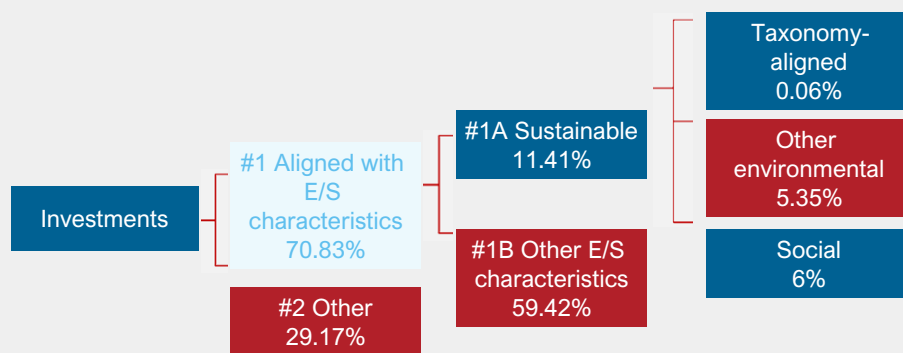 Investments
#1 Aligned with
E/S
characteristics
70.83%
#2 Other
29.17%
#1A Sustainable
11.41%
#1B Other E/S
characteristics
59.42%
Taxonomy-
aligned
0.06%
Other
environmental
5.35%
Social
6%